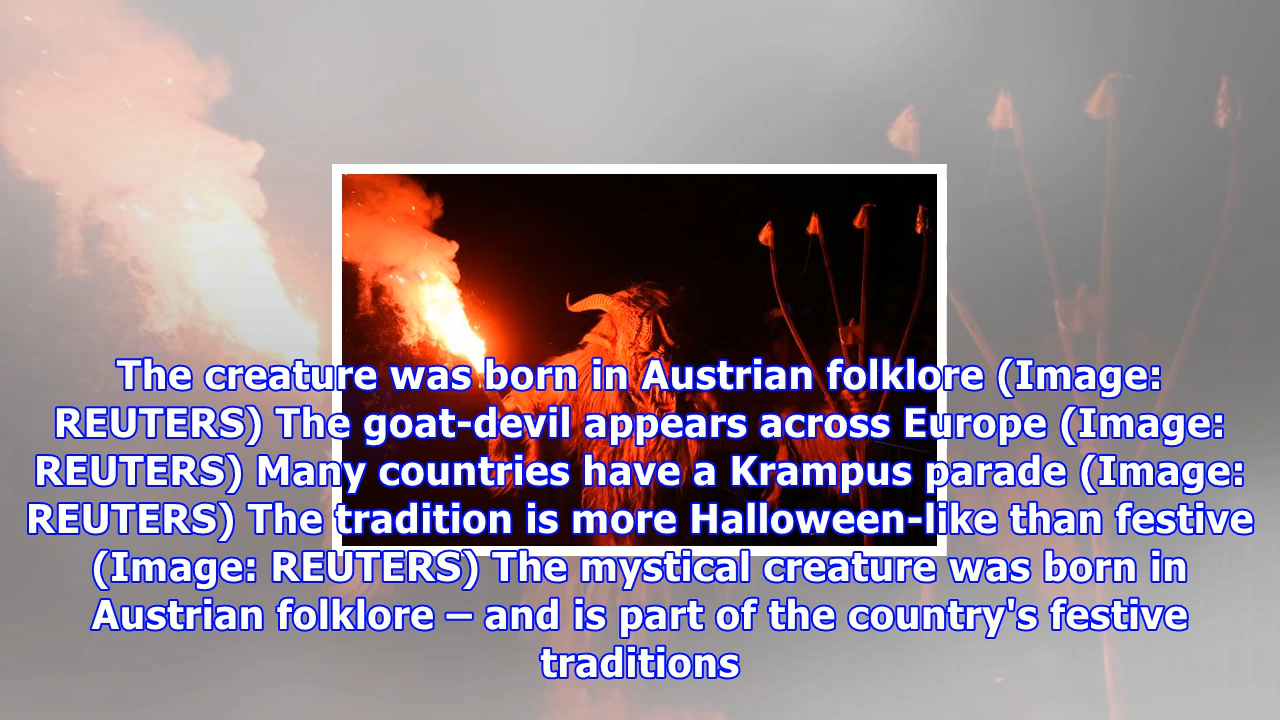 The creature was born in Austrian folklore (Image:
REUTERS) The goat-devil appears across Europe (Image:
REUTERS) Many countries have a Krampus parade (Image:
REUTERS) The tradition is more Halloween-like than festive
(Image: REUTERS) The mystical creature was born in
Austrian folklore – and is part of the country's festive
traditions